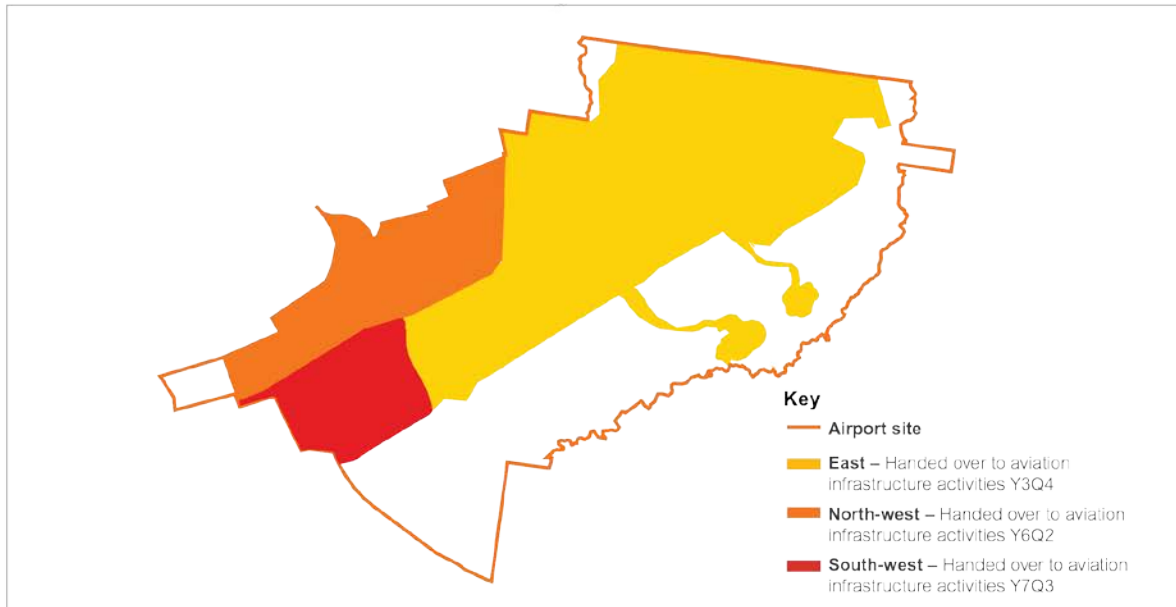 Key
Airport site
East – Handed over to aviation
infrastructure activities Y3Q4
North-west – Handed over to aviation
infrastructure activities Y6Q2
South-west – Handed over to aviation
infrastructure activities Y7Q3